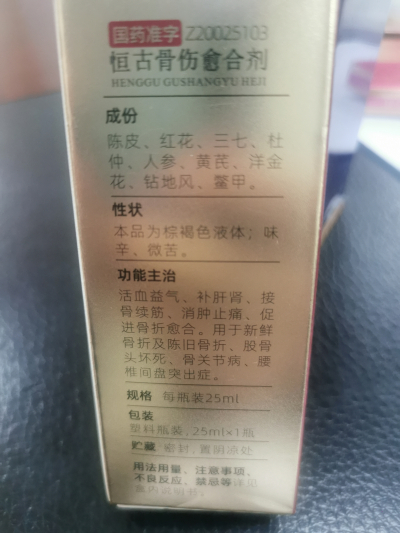 国药准字 Z20025103
恒古骨伤愈合剂
HENGGU GUSHANGYU HEJI
成份
陈皮、红花、三七、杜
仲、人参、黄芪、洋金
花、钻地风、鳖甲。
性状
本品为棕褐色液体；味
辛、微苦。
功能主治
活血益气、补肝肾、接
骨续筋、消肿止痛、促
进骨折愈合。用于新鲜
骨折及陈旧骨折、股骨
头坏死、骨关节病、腰
椎间盘突出症。
规格 每瓶装25ml
包装
塑料瓶装，25ml×1瓶
贮藏 密封，置阴凉处
用法用量、注意事项、
不良反应、禁忌等详见